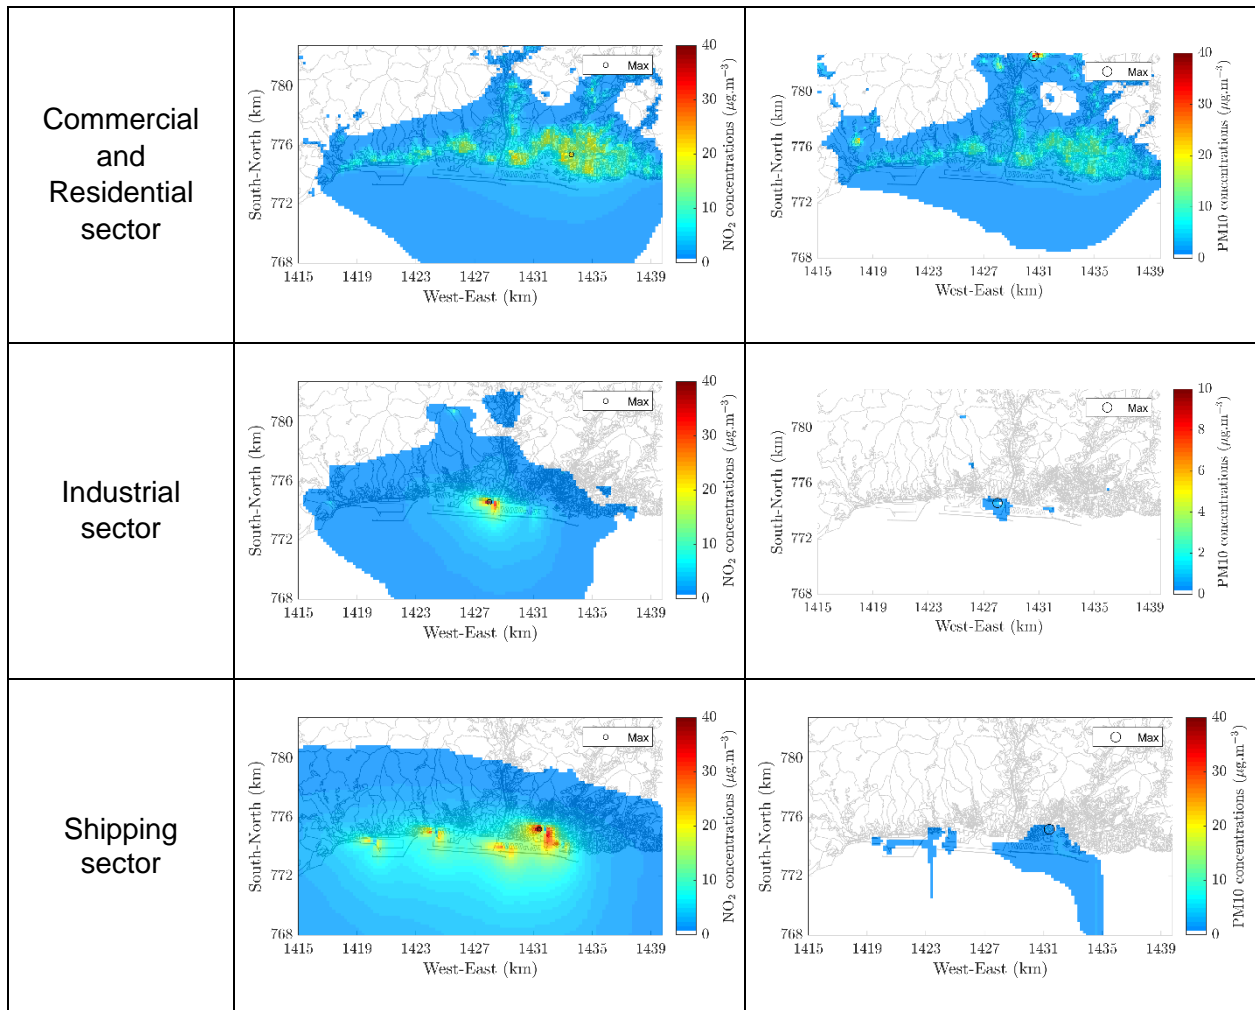 Commercial
and
Residential
sector
South-North (km)
780
776
772
768
1415 1419 1423 1427 1431 1435 1439
West-East (km)
Max
40
30
20
10
0
NO₂ concentrations (μg.m⁻³)
South-North (km)
780
776
772
768
1415 1419 1423 1427 1431 1435 1439
West-East (km)
Max
40
30
20
10
0
PM10 concentrations (μg.m⁻³)
Industrial
sector
South-North (km)
780
776
772
768
1415 1419 1423 1427 1431 1435 1439
West-East (km)
Max
40
30
20
10
0
NO₂ concentrations (μg.m⁻³)
South-North (km)
780
776
772
768
1415 1419 1423 1427 1431 1435 1439
West-East (km)
Max
10
8
6
4
2
0
PM10 concentrations (μg.m⁻³)
Shipping
sector
South-North (km)
780
776
772
768
1415 1419 1423 1427 1431 1435 1439
West-East (km)
Max
40
30
20
10
0
NO₂ concentrations (μg.m⁻³)
South-North (km)
780
776
772
768
1415 1419 1423 1427 1431 1435 1439
West-East (km)
Max
40
30
20
10
0
PM10 concentrations (μg.m⁻³)